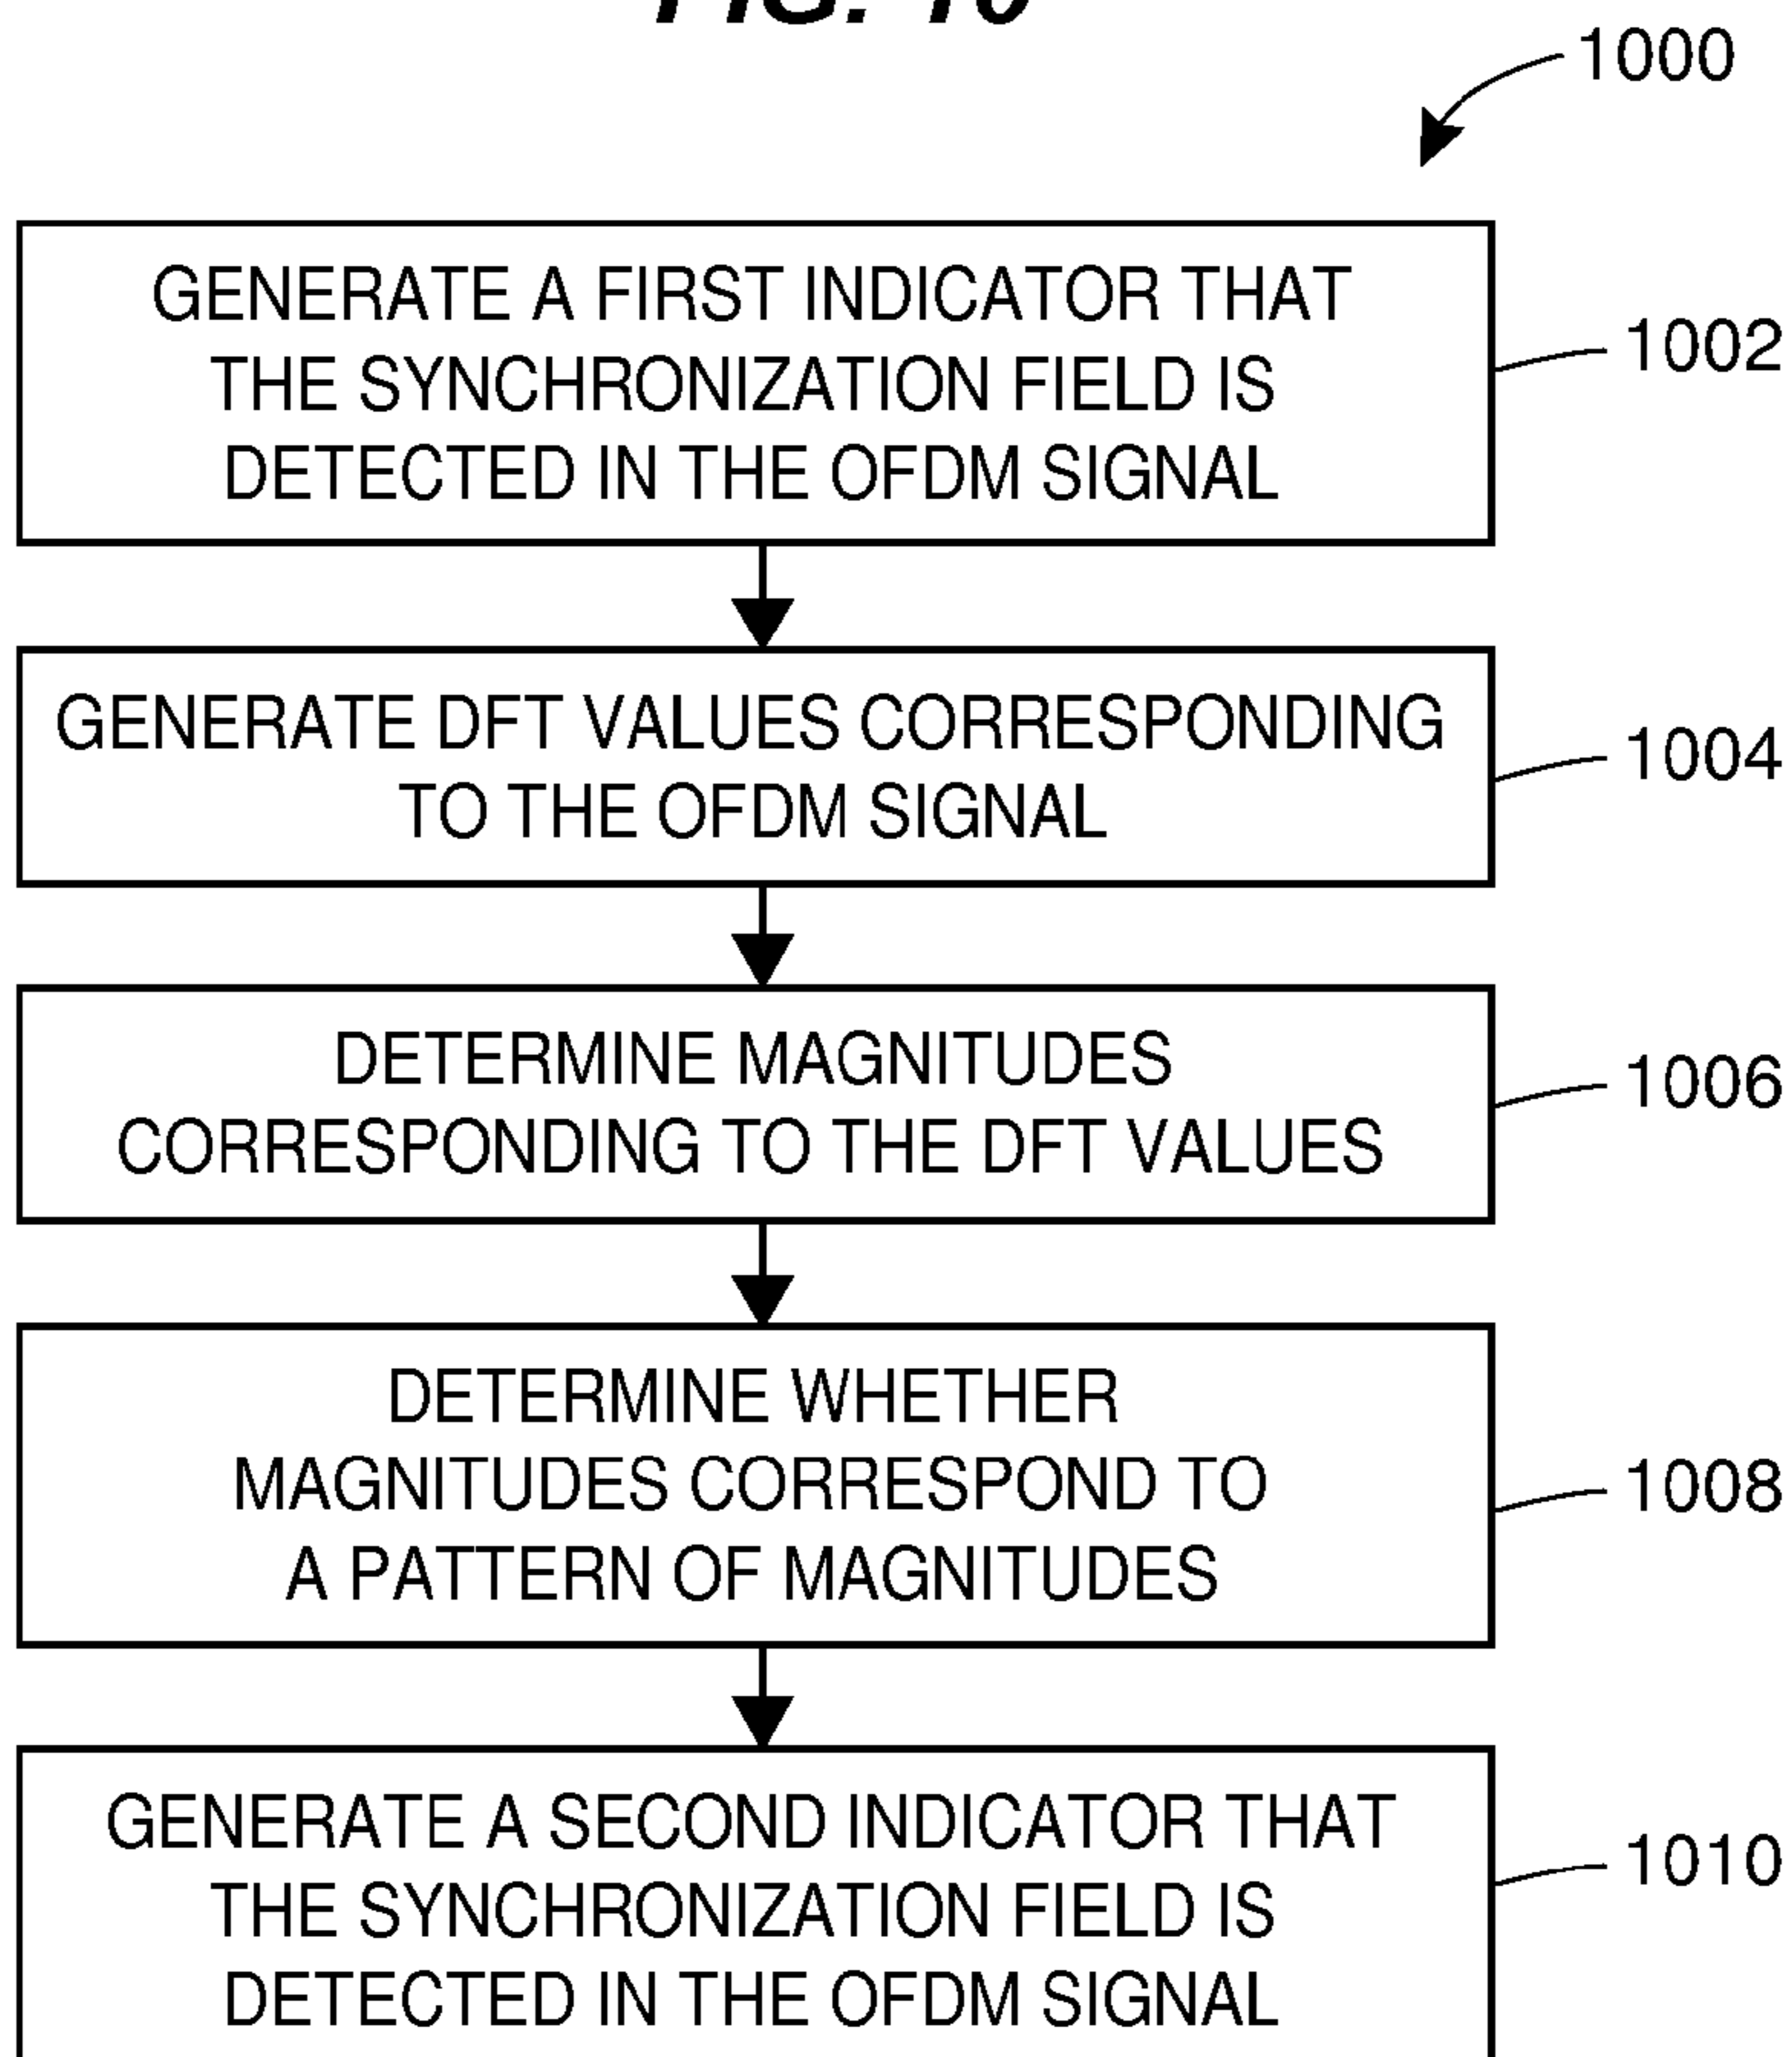 FIG. 10
1000
GENERATE A FIRST INDICATOR THAT
THE SYNCHRONIZATION FIELD IS
DETECTED IN THE OFDM SIGNAL
1002
GENERATE DFT VALUES CORRESPONDING
TO THE OFDM SIGNAL
1004
DETERMINE MAGNITUDES
CORRESPONDING TO THE DFT VALUES
1006
DETERMINE WHETHER
MAGNITUDES CORRESPOND TO
A PATTERN OF MAGNITUDES
1008
GENERATE A SECOND INDICATOR THAT
THE SYNCHRONIZATION FIELD IS
DETECTED IN THE OFDM SIGNAL
1010